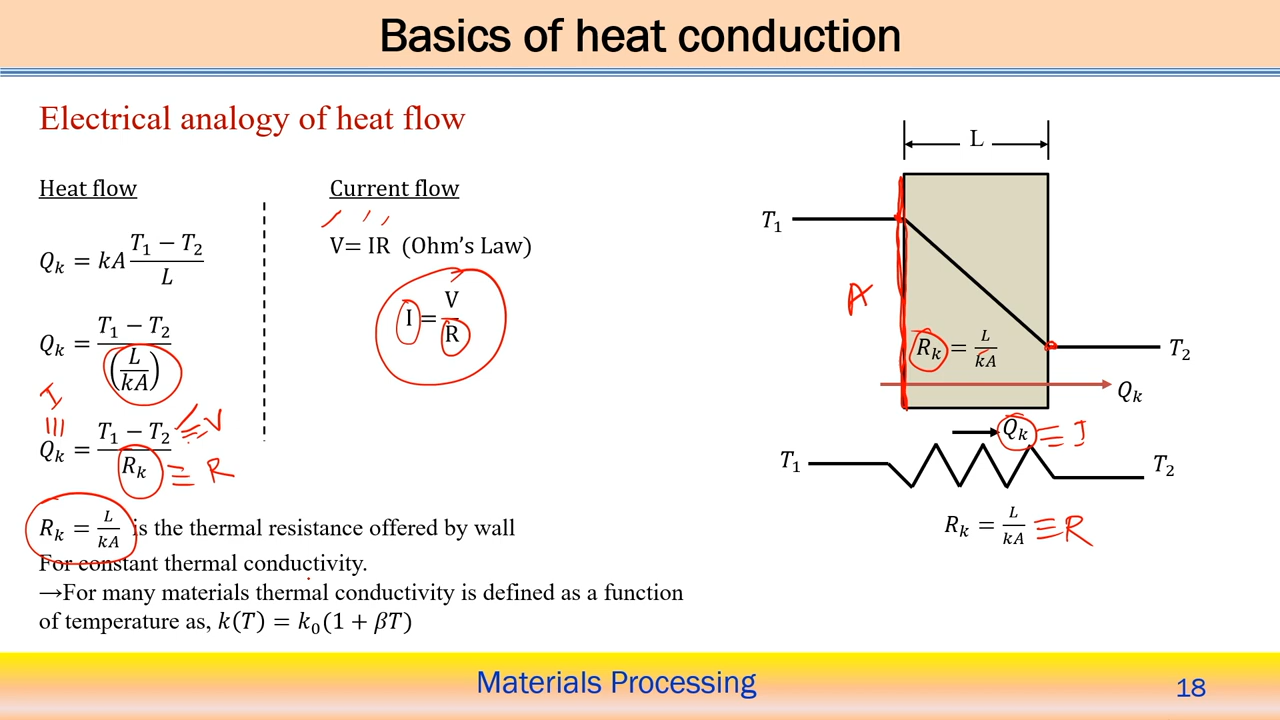 Basics of heat conduction
Electrical analogy of heat flow
Heat flow
Q_k = kA (T_1 − T_2)/L
Q_k = (T_1 − T_2)/(L/kA)
I
≡
Q_k = (T_1 − T_2)/R_k
≡ V
≡ R
R_k = L/kA is the thermal resistance offered by wall
For constant thermal conductivity.
→For many materials thermal conductivity is defined as a function
of temperature as, k(T) = k_0(1 + βT)
Current flow
V= IR (Ohm's Law)
I = V/R
L
T_1
A
R_k = L/kA
T_2
Q_k
Q_k ≡ I
T_1
T_2
R_k = L/kA ≡ R
Materials Processing
18